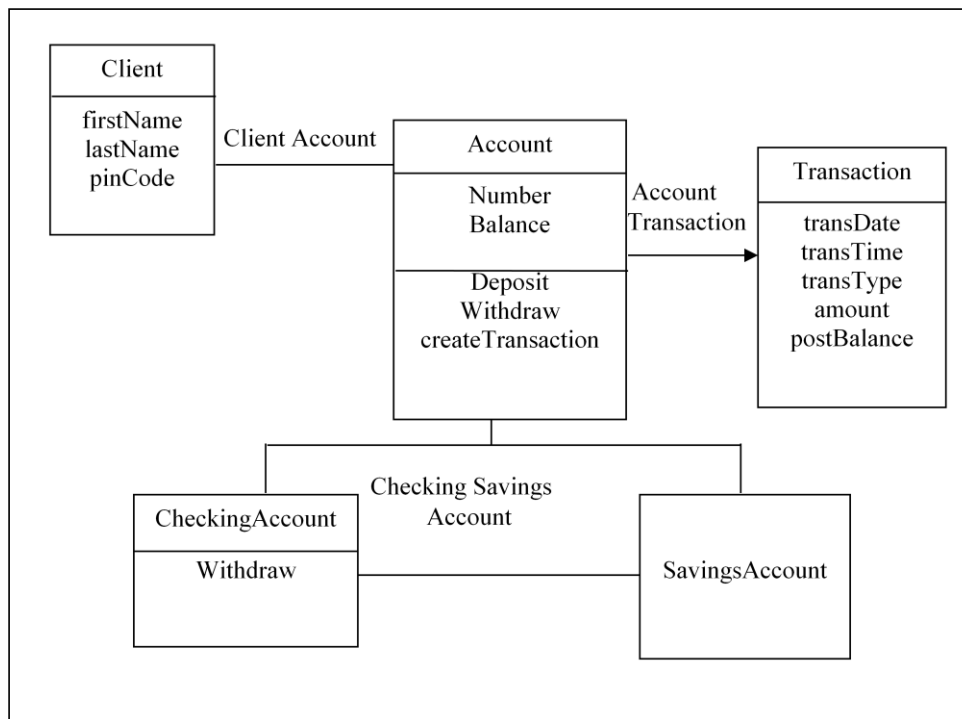 Client
firstName
lastName
pinCode
Client Account
Account
Number
Balance
Deposit
Withdraw
createTransaction
Account
Transaction
Transaction
transDate
transTime
transType
amount
postBalance
Checking Savings
Account
CheckingAccount
Withdraw
SavingsAccount